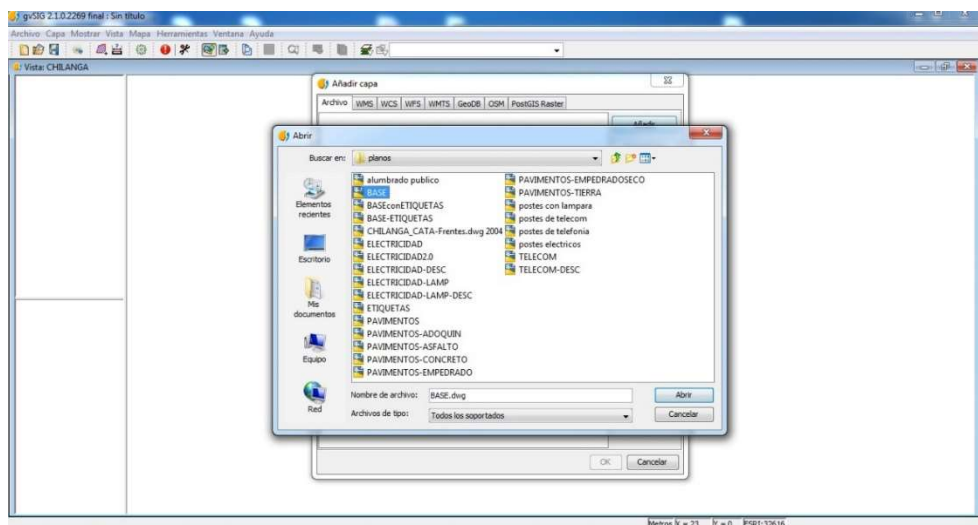 gvSIG 2.1.0.2269 final : Sin título
Archivo Capa Mostrar Vista Mapa Herramientas Ventana Ayuda
Vista: CHILANGA
Añadir capa
Archivo WMS WCS WFS WMTS GeoDB OSM PostGIS Raster
Añadir
Abrir
Buscar en: planos
Elementos recientes
Escritorio
Mis documentos
Equipo
Red
alumbrado publico
BASE
BASEconETIQUETAS
BASE-ETIQUETAS
CHILANGA_CATA-Frentes.dwg 2004
ELECTRICIDAD
ELECTRICIDAD2.0
ELECTRICIDAD-DESC
ELECTRICIDAD-LAMP
ELECTRICIDAD-LAMP-DESC
ETIQUETAS
PAVIMENTOS
PAVIMENTOS-ADOQUIN
PAVIMENTOS-ASFALTO
PAVIMENTOS-CONCRETO
PAVIMENTOS-EMPEDRADO
PAVIMENTOS-EMPEDRADOSECO
PAVIMENTOS-TIERRA
postes con lampara
postes de telecom
postes de telefonia
postes electricos
TELECOM
TELECOM-DESC
Nombre de archivo: BASE.dwg Abrir
Archivos de tipo: Todos los soportados Cancelar
OK Cancelar
Metros X = 23 Y = 0 EPSG:32616